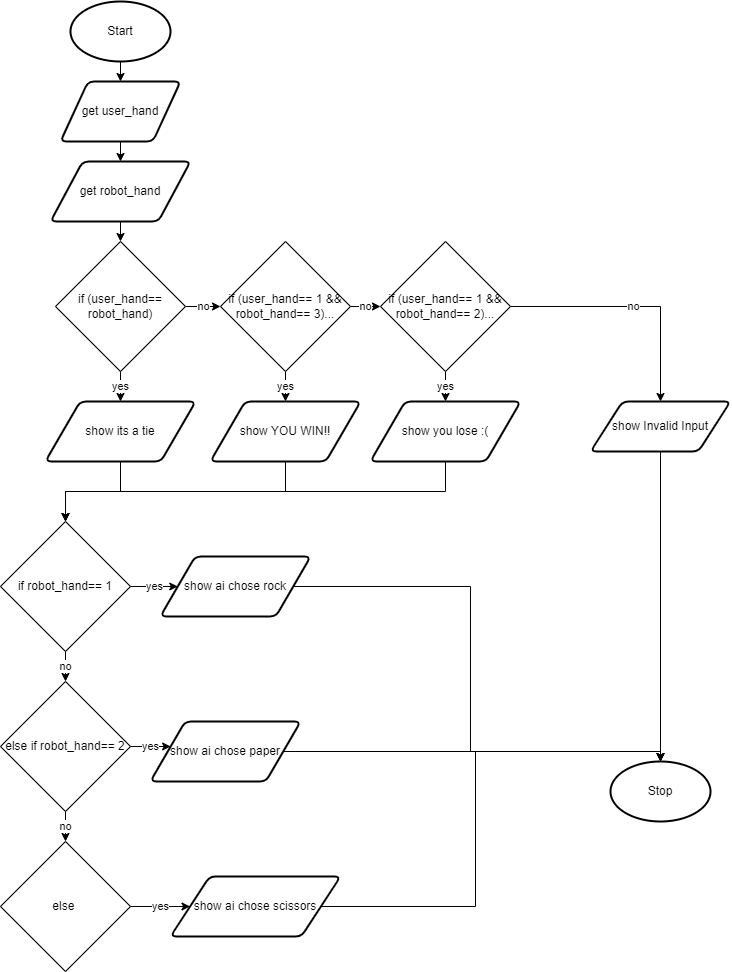 Start
get user_hand
get robot_hand
if (user_hand==
robot_hand)
no
if (user_hand== 1 &&
robot_hand== 3)...
no
if (user_hand== 1 &&
robot_hand== 2)...
no
yes
yes
yes
show its a tie
show YOU WIN!!
show you lose :(
show Invalid Input
if robot_hand== 1
yes
show ai chose rock
no
else if robot_hand== 2
yes
show ai chose paper
Stop
no
else
yes
show ai chose scissors